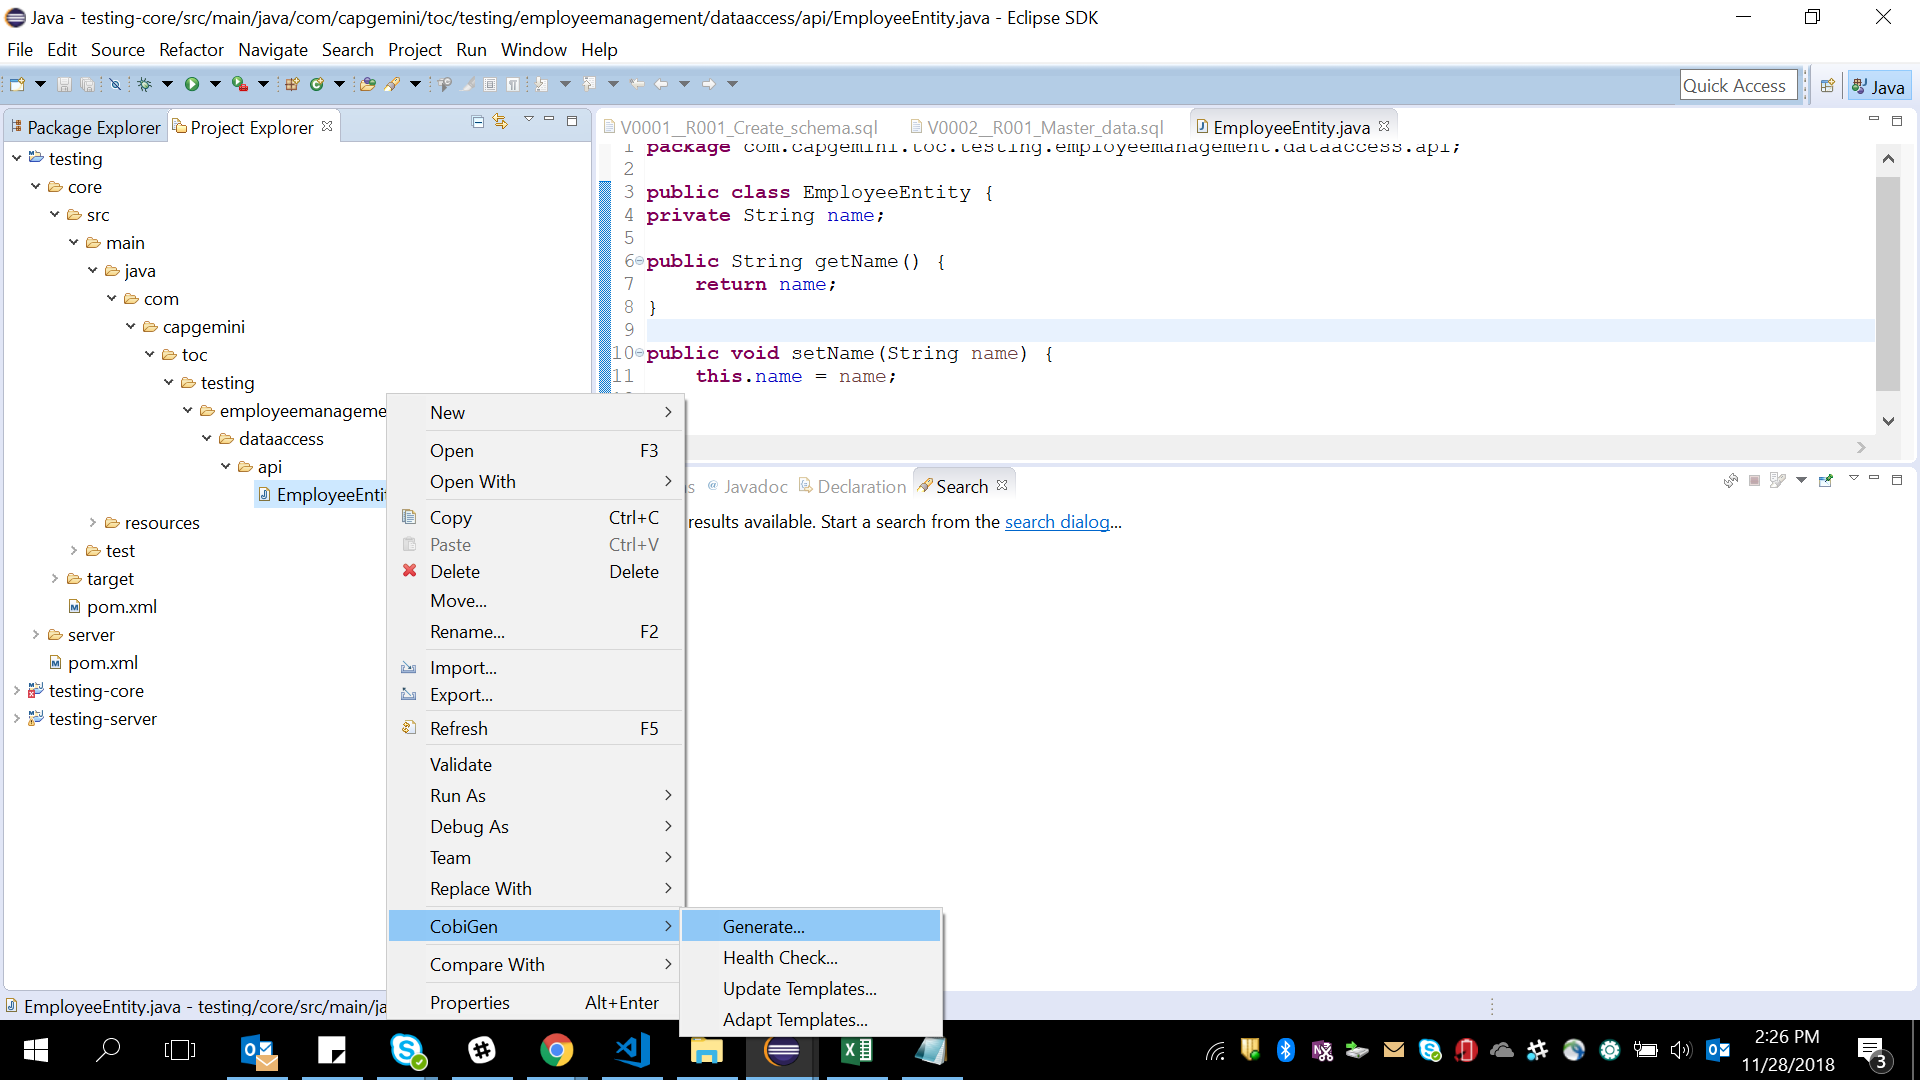 Java - testing-core/src/main/java/com/capgemini/toc/testing/employeemanagement/dataaccess/api/EmployeeEntity.java - Eclipse SDK
File Edit Source Refactor Navigate Search Project Run Window Help
Quick Access
Java
Package Explorer
Project Explorer
testing
core
src
main
java
com
capgemini
toc
testing
employeemanageme
dataaccess
api
EmployeeEntit
resources
test
target
pom.xml
server
pom.xml
testing-core
testing-server
V0001__R001_Create_schema.sql
V0002__R001_Master_data.sql
EmployeeEntity.java
1 package com.capgemini.toc.testing.employeemanagement.dataaccess.api;
2
3 public class EmployeeEntity {
4 private String name;
5
6 public String getName() {
7 return name;
8 }
9
10 public void setName(String name) {
11 this.name = name;
s
@ Javadoc
Declaration
Search
results available. Start a search from the search dialog...
New
Open F3
Open With
Copy Ctrl+C
Paste Ctrl+V
Delete Delete
Move...
Rename... F2
Import...
Export...
Refresh F5
Validate
Run As
Debug As
Team
Replace With
CobiGen
Compare With
Properties Alt+Enter
Generate...
Health Check...
Update Templates...
Adapt Templates...
EmployeeEntity.java - testing/core/src/main/ja
2:26 PM
11/28/2018
3